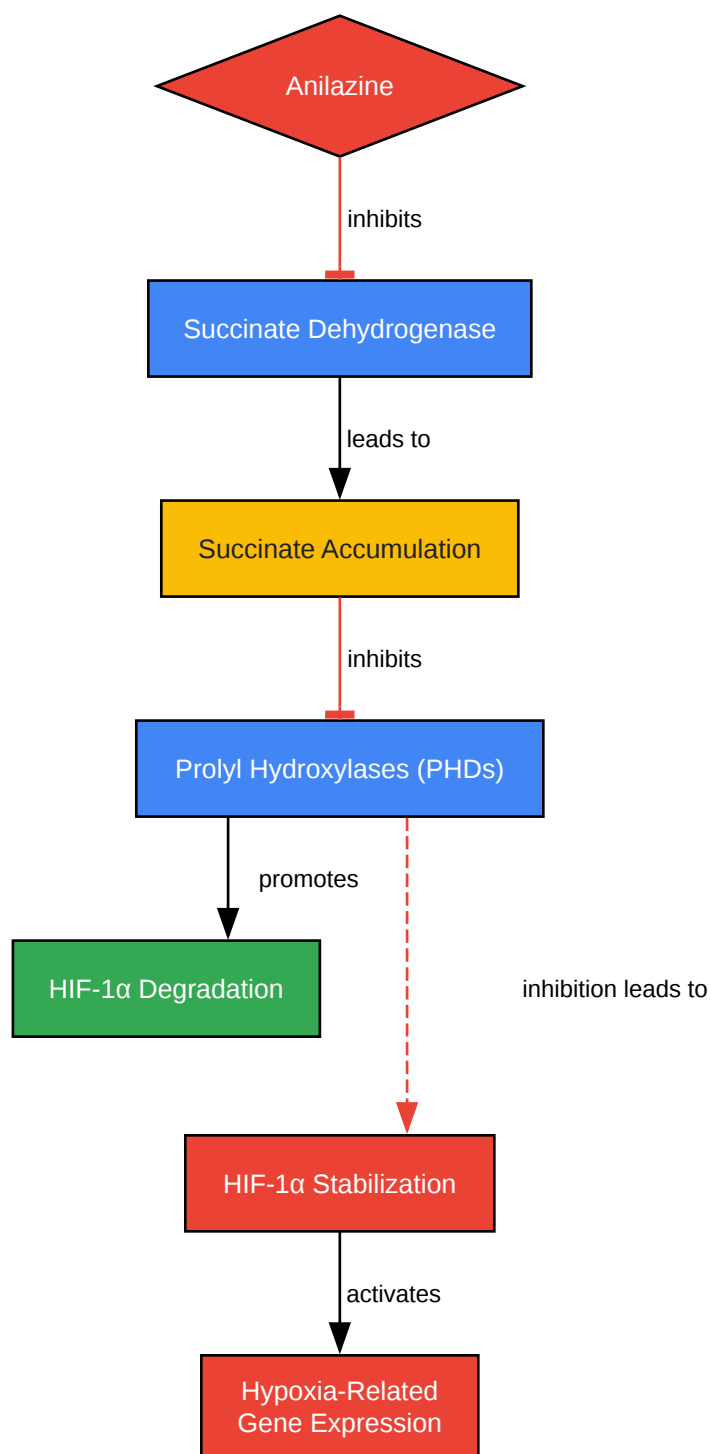 Anilazine
inhibits
Succinate Dehydrogenase
leads to
Succinate Accumulation
inhibits
Prolyl Hydroxylases (PHDs)
promotes
HIF-1α Degradation
inhibition leads to
HIF-1α Stabilization
activates
Hypoxia-Related
Gene Expression